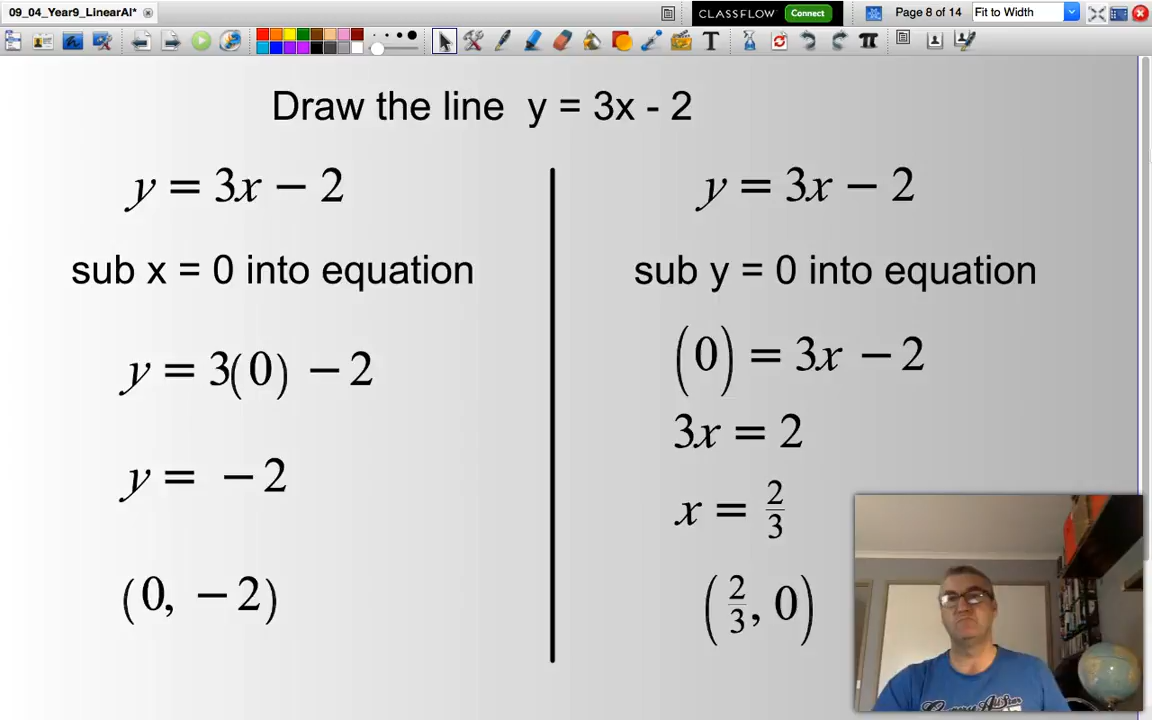 09_04_Year9_LinearAl*
CLASSFLOW Connect
Page 8 of 14
Fit to Width
Draw the line y = 3x - 2
y = 3x − 2
sub x = 0 into equation
y = 3(0) − 2
y = − 2
(0, − 2)
y = 3x − 2
sub y = 0 into equation
(0) = 3x − 2
3x = 2
x = 2/3
(2/3, 0)